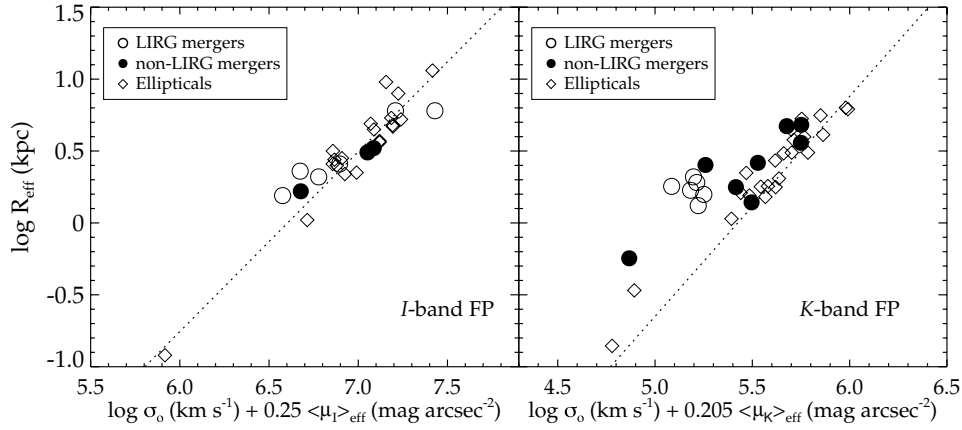 1.5
1.0
0.5
0
-0.5
-1.0
log R_eff (kpc)
LIRG mergers
non-LIRG mergers
Ellipticals
I-band FP
5.5 6.0 6.5 7.0 7.5
log σ_o (km s⁻¹) + 0.25 <μ_I>_eff (mag arcsec⁻²)
LIRG mergers
non-LIRG mergers
Ellipticals
K-band FP
4.5 5.0 5.5 6.0 6.5
log σ_o (km s⁻¹) + 0.205 <μ_K>_eff (mag arcsec⁻²)